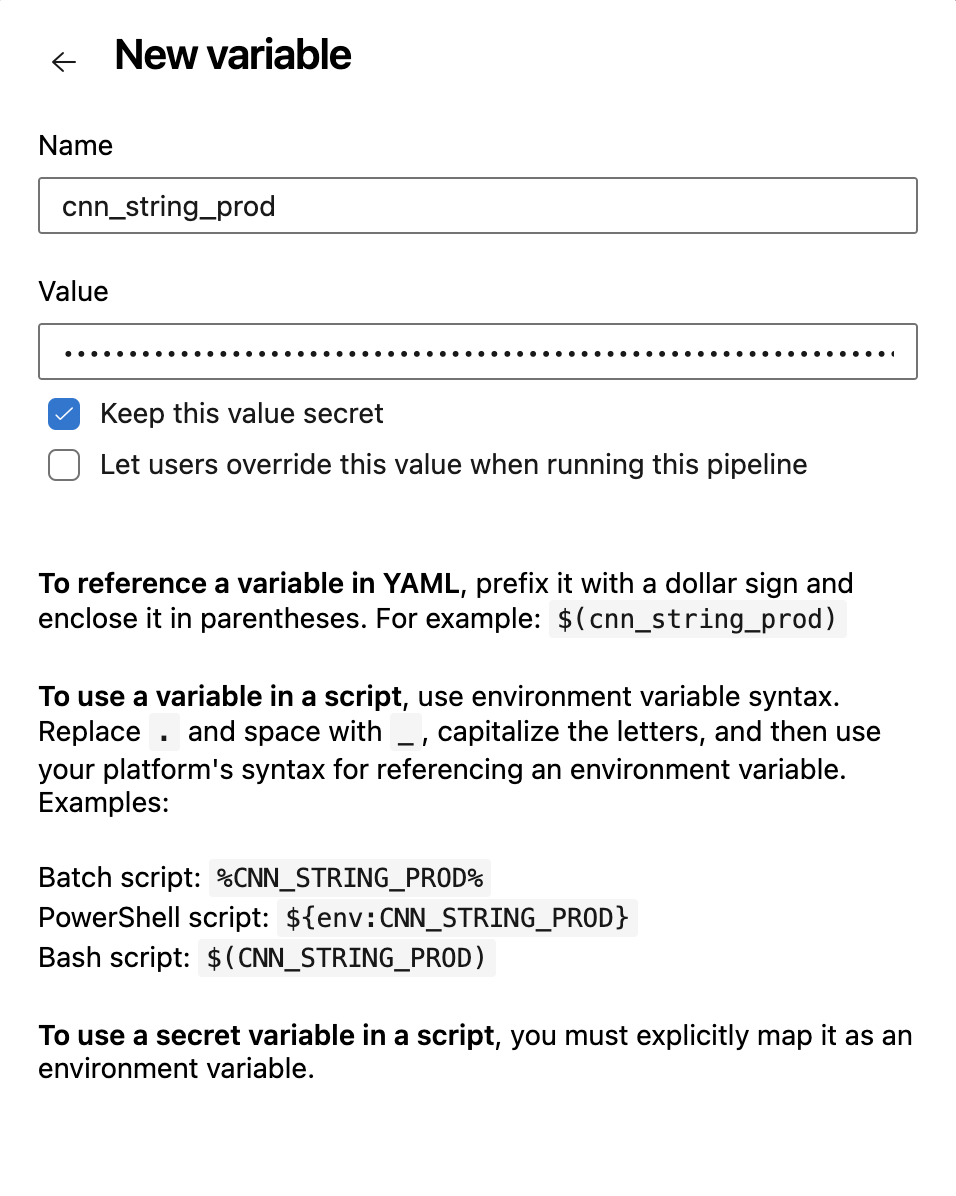 New variable
Name
cnn_string_prod
Value
Keep this value secret
Let users override this value when running this pipeline
To reference a variable in YAML, prefix it with a dollar sign and
enclose it in parentheses. For example: $(cnn_string_prod)
To use a variable in a script, use environment variable syntax.
Replace . and space with _, capitalize the letters, and then use
your platform's syntax for referencing an environment variable.
Examples:
Batch script: %CNN_STRING_PROD%
PowerShell script: ${env:CNN_STRING_PROD}
Bash script: $(CNN_STRING_PROD)
To use a secret variable in a script, you must explicitly map it as an
environment variable.